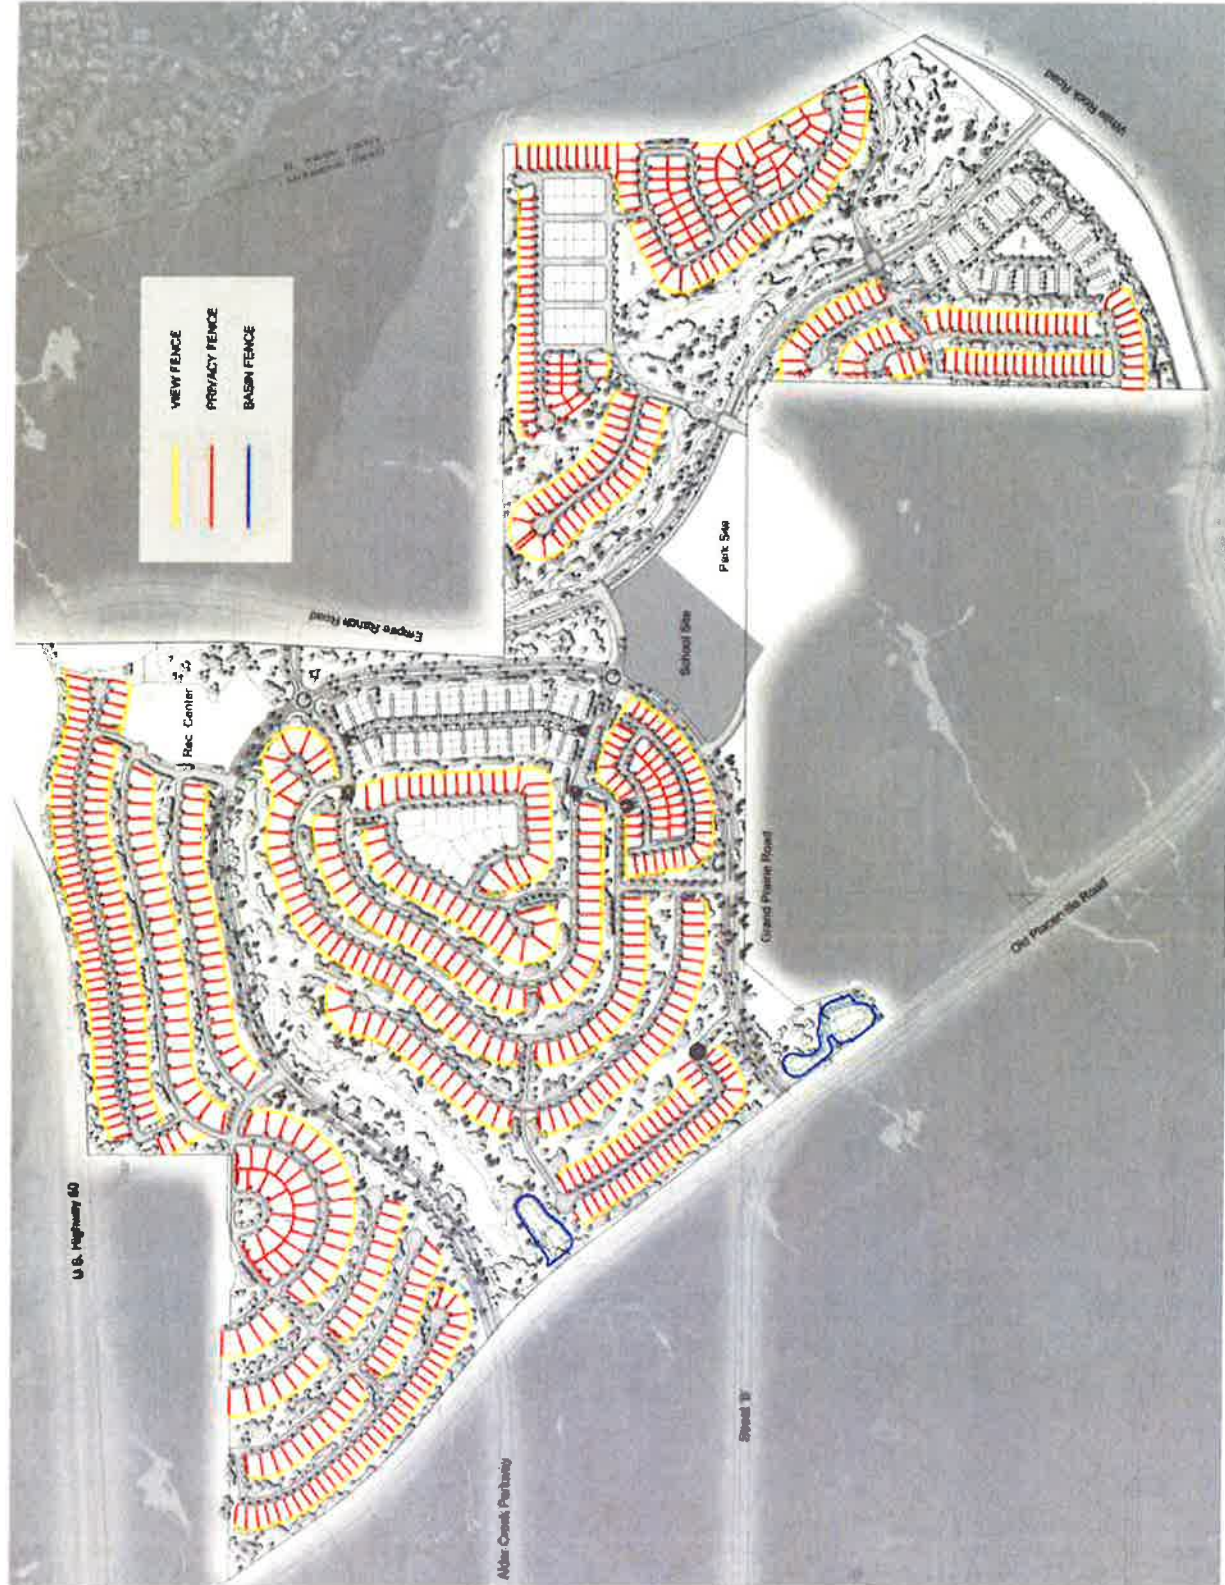 White Rock Road
VIEW FENCE
PRIVACY FENCE
BASIN FENCE
Park Site
School Site
Empire Ranch Road
Rec. Center
Grand Prairie Road
Old Placerville Road
U.S. Highway 50
Street "B"
Alder Creek Parkway